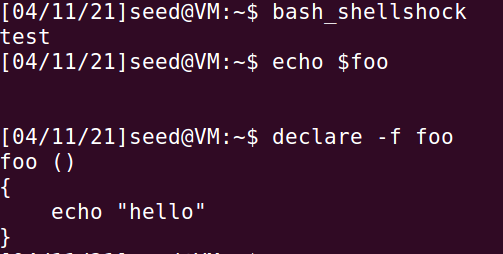 [04/11/21]seed@VM:~$ bash_shellshock
test
[04/11/21]seed@VM:~$ echo $foo
[04/11/21]seed@VM:~$ declare -f foo
foo ()
{
    echo "hello"
}